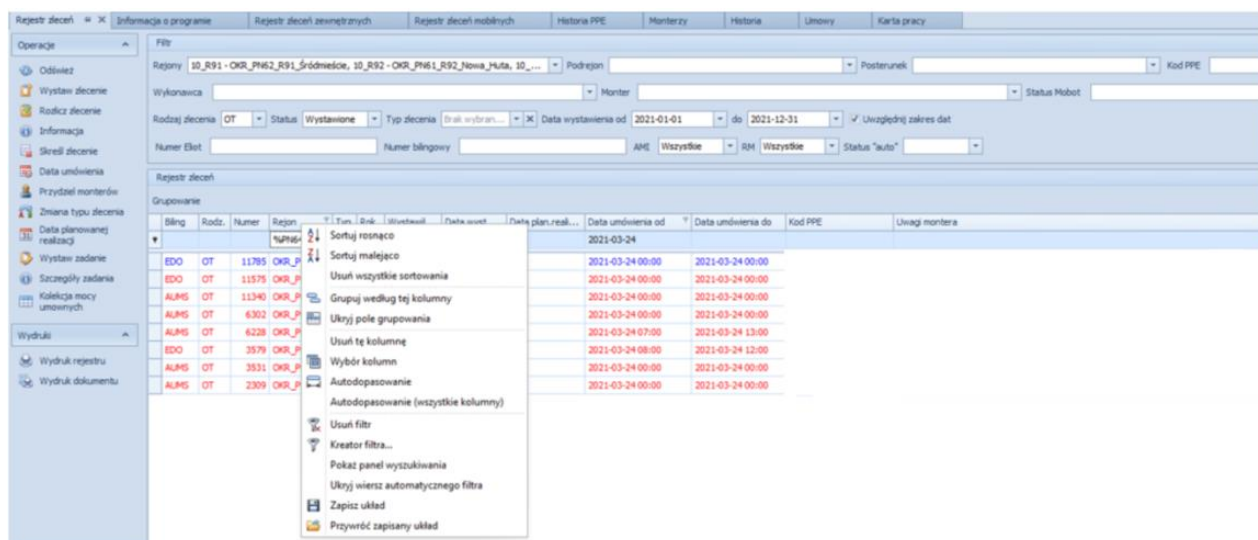 Rejestr zleceń Informacja o programie Rejestr zleceń zewnętrznych Rejestr zleceń mobilnych Historia PPE Monterzy Historia Umowy Karta pracy
Operacje
Odśwież
Wystaw zlecenie
Rozlicz zlecenie
Informacja
Skreśl zlecenie
Data umówienia
Przydziel monterów
Zmiana typu zlecenia
Data planowanej
realizacji
Wystaw zadanie
Szczegóły zadania
Kolekcja mocy
umownych
Wydruki
Wydruk rejestru
Wydruk dokumentu
Filtr
Rejony 10_R91 - OKR_PN62_R91_Śródmieście, 10_R92 - OKR_PN61_R92_Nowa_Huta, 10_... Podrejon Posterunek Kod PPE
Wykonawca Monter Status Mobot
Rodzaj zlecenia OT Status Wystawione Typ zlecenia Brak wybran... Data wystawienia od 2021-01-01 do 2021-12-31 Uwzględnij zakres dat
Numer Eliot Numer bilingowy AMI Wszystkie RM Wszystkie Status "auto"
Rejestr zleceń
Grupowanie
Biling Rodz. Numer Rejon Typ Rok Wystawił Data wyst. Data plan.reali... Data umówienia od Data umówienia do Kod PPE Uwagi montera
2021-03-24
EDO OT 11785 OKR_P 2021-03-24 00:00 2021-03-24 00:00
EDO OT 11575 OKR_P 2021-03-24 00:00 2021-03-24 00:00
AUMS OT 11340 OKR_P 2021-03-24 00:00 2021-03-24 00:00
AUMS OT 6302 OKR_P 2021-03-24 00:00 2021-03-24 00:00
AUMS OT 6228 OKR_P 2021-03-24 07:00 2021-03-24 13:00
EDO OT 3579 OKR_P 2021-03-24 08:00 2021-03-24 12:00
AUMS OT 3531 OKR_P 2021-03-24 00:00 2021-03-24 00:00
AUMS OT 2309 OKR_P 2021-03-24 00:00 2021-03-24 00:00
Sortuj rosnąco
Sortuj malejąco
Usuń wszystkie sortowania
Grupuj według tej kolumny
Ukryj pole grupowania
Usuń tę kolumnę
Wybór kolumn
Autodopasowanie
Autodopasowanie (wszystkie kolumny)
Usuń filtr
Kreator filtra...
Pokaż panel wyszukiwania
Ukryj wiersz automatycznego filtra
Zapisz układ
Przywróć zapisany układ